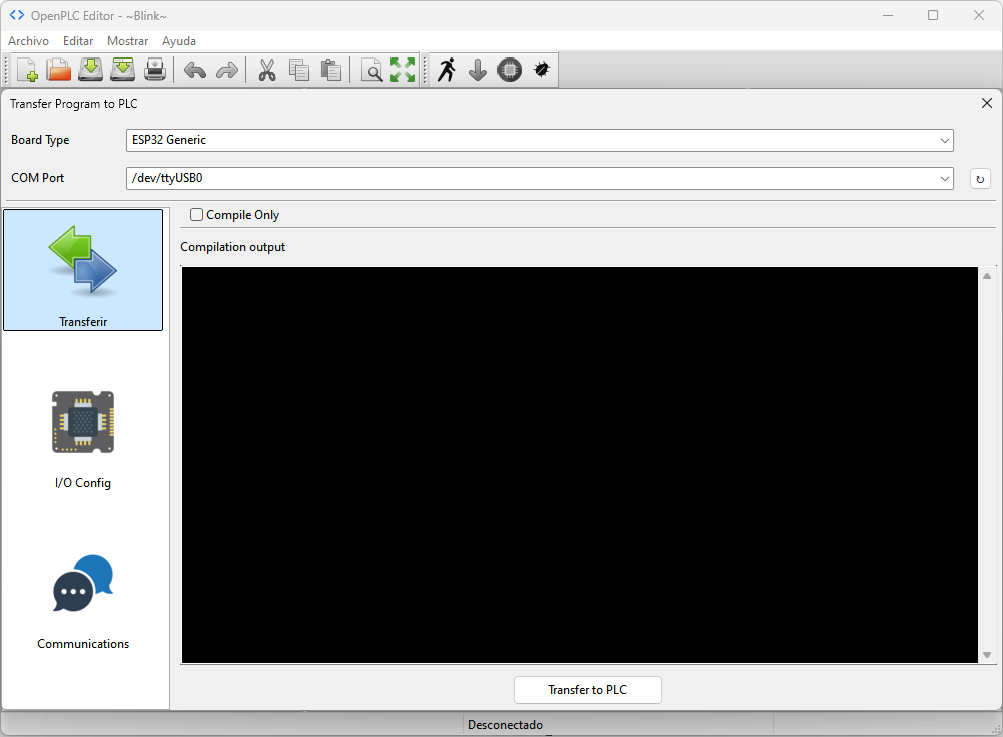 OpenPLC Editor - ~Blink~
Archivo Editar Mostrar Ayuda
Transfer Program to PLC
Board Type
ESP32 Generic
COM Port
/dev/ttyUSB0
Compile Only
Compilation output
Transferir
I/O Config
Communications
Transfer to PLC
Desconectado